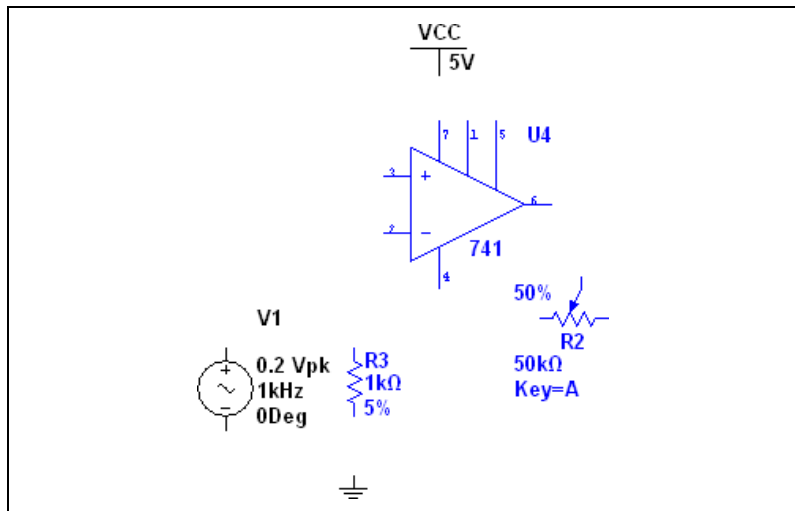 VCC
5V
7 1 5 U4
3 +
6
2 −
741
4
50%
V1
R2
+ 0.2 Vpk R3
1kHz 1kΩ 50kΩ
− 0Deg 5% Key=A